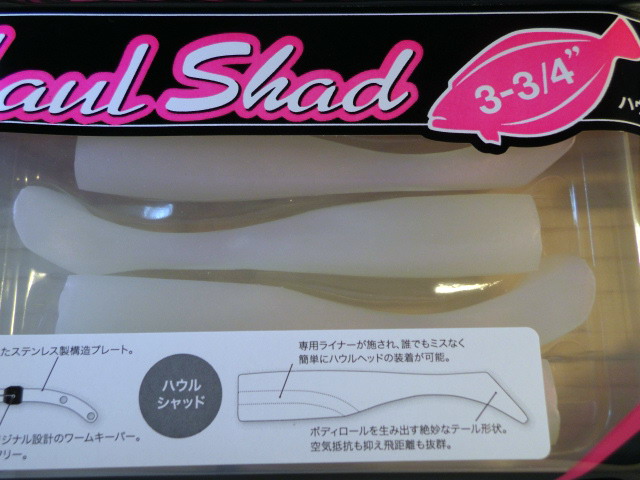 Haul Shad
3-3/4"
ハウ
たステンレス製構造プレート。
専用ライナーが施され、誰でもミスなく
簡単にハウルヘッドの装着が可能。
ハウル
シャッド
ジナル設計のワームキーパー。
フリー。
ボディロールを生み出す絶妙なテール形状。
空気抵抗も抑え飛距離も抜群。